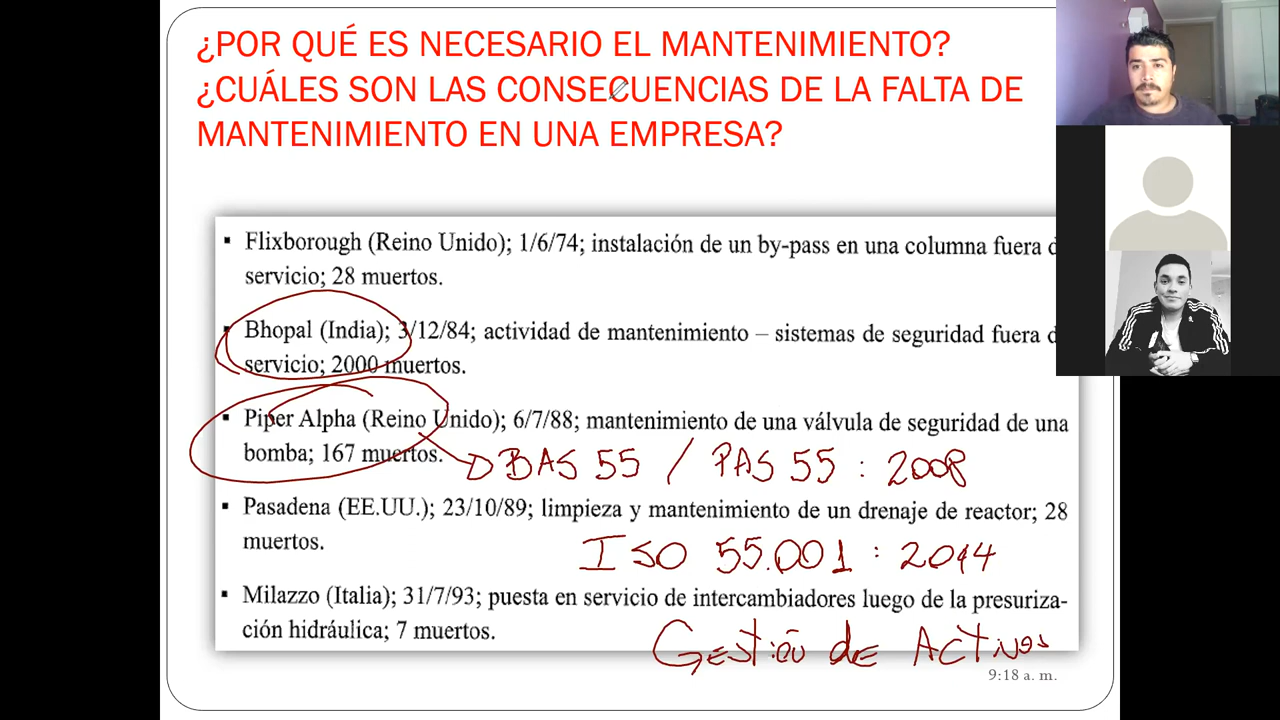 ¿POR QUÉ ES NECESARIO EL MANTENIMIENTO?
¿CUÁLES SON LAS CONSECUENCIAS DE LA FALTA DE
MANTENIMIENTO EN UNA EMPRESA?
▪ Flixborough (Reino Unido); 1/6/74; instalación de un by-pass en una columna fuera d
servicio; 28 muertos.
▪ Bhopal (India); 3/12/84; actividad de mantenimiento – sistemas de seguridad fuera d
servicio; 2000 muertos.
▪ Piper Alpha (Reino Unido); 6/7/88; mantenimiento de una válvula de seguridad de una
bomba; 167 muertos.
BAS 55 / PAS 55 : 2008
▪ Pasadena (EE.UU.); 23/10/89; limpieza y mantenimiento de un drenaje de reactor; 28
muertos.
ISO 55.001 : 2014
▪ Milazzo (Italia); 31/7/93; puesta en servicio de intercambiadores luego de la presuriza-
ción hidráulica; 7 muertos.
Gestión de Activos
9:18 a. m.